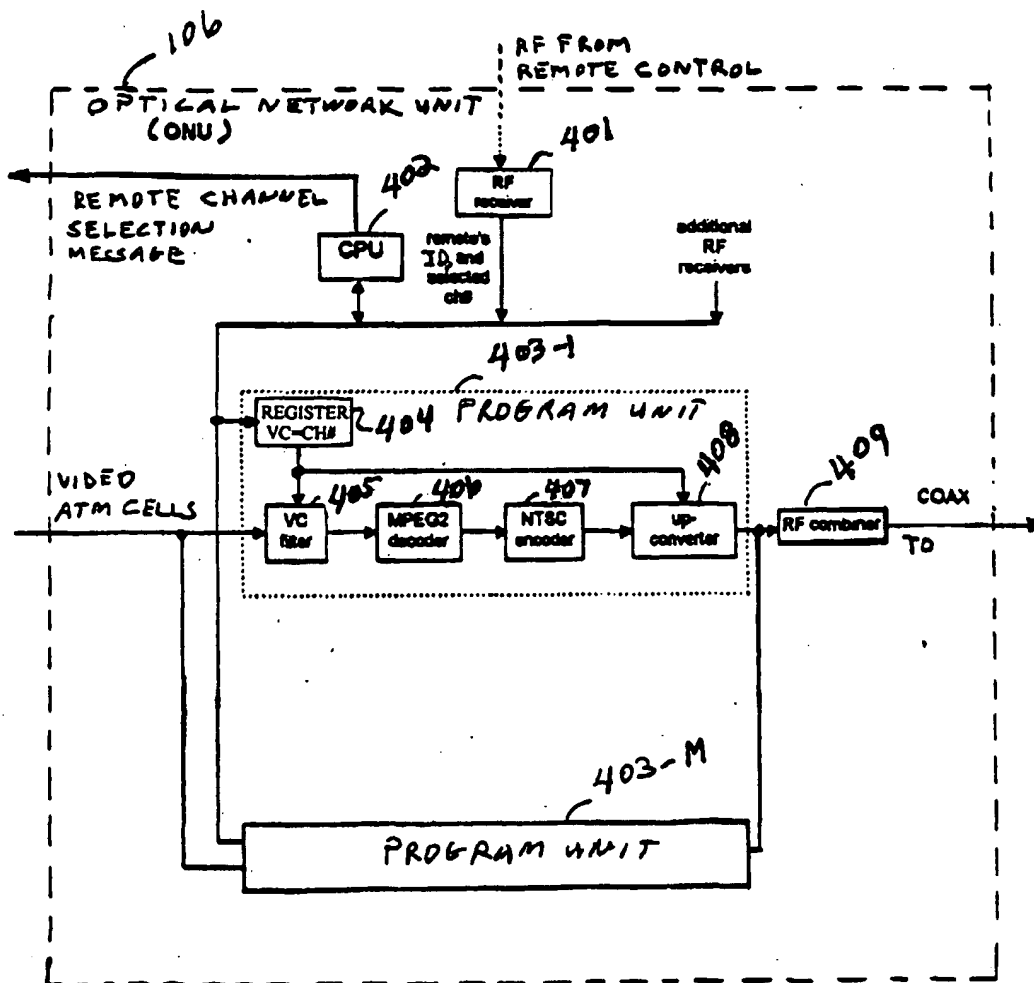 106
RF FROM
REMOTE CONTROL
OPTICAL NETWORK UNIT
(ONU)
401
402
RF
receiver
REMOTE CHANNEL
SELECTION
MESSAGE
CPU
remote's
ID, and
selected
ch#
additional
RF
receivers
403-1
REGISTER
VC=CH#
404
PROGRAM UNIT
408
409
VIDEO
ATM CELLS
405
406
407
VC
filter
MPEG2
decoder
NTSC
encoder
up-
converter
RF combiner
COAX
TO
403-M
PROGRAM UNIT